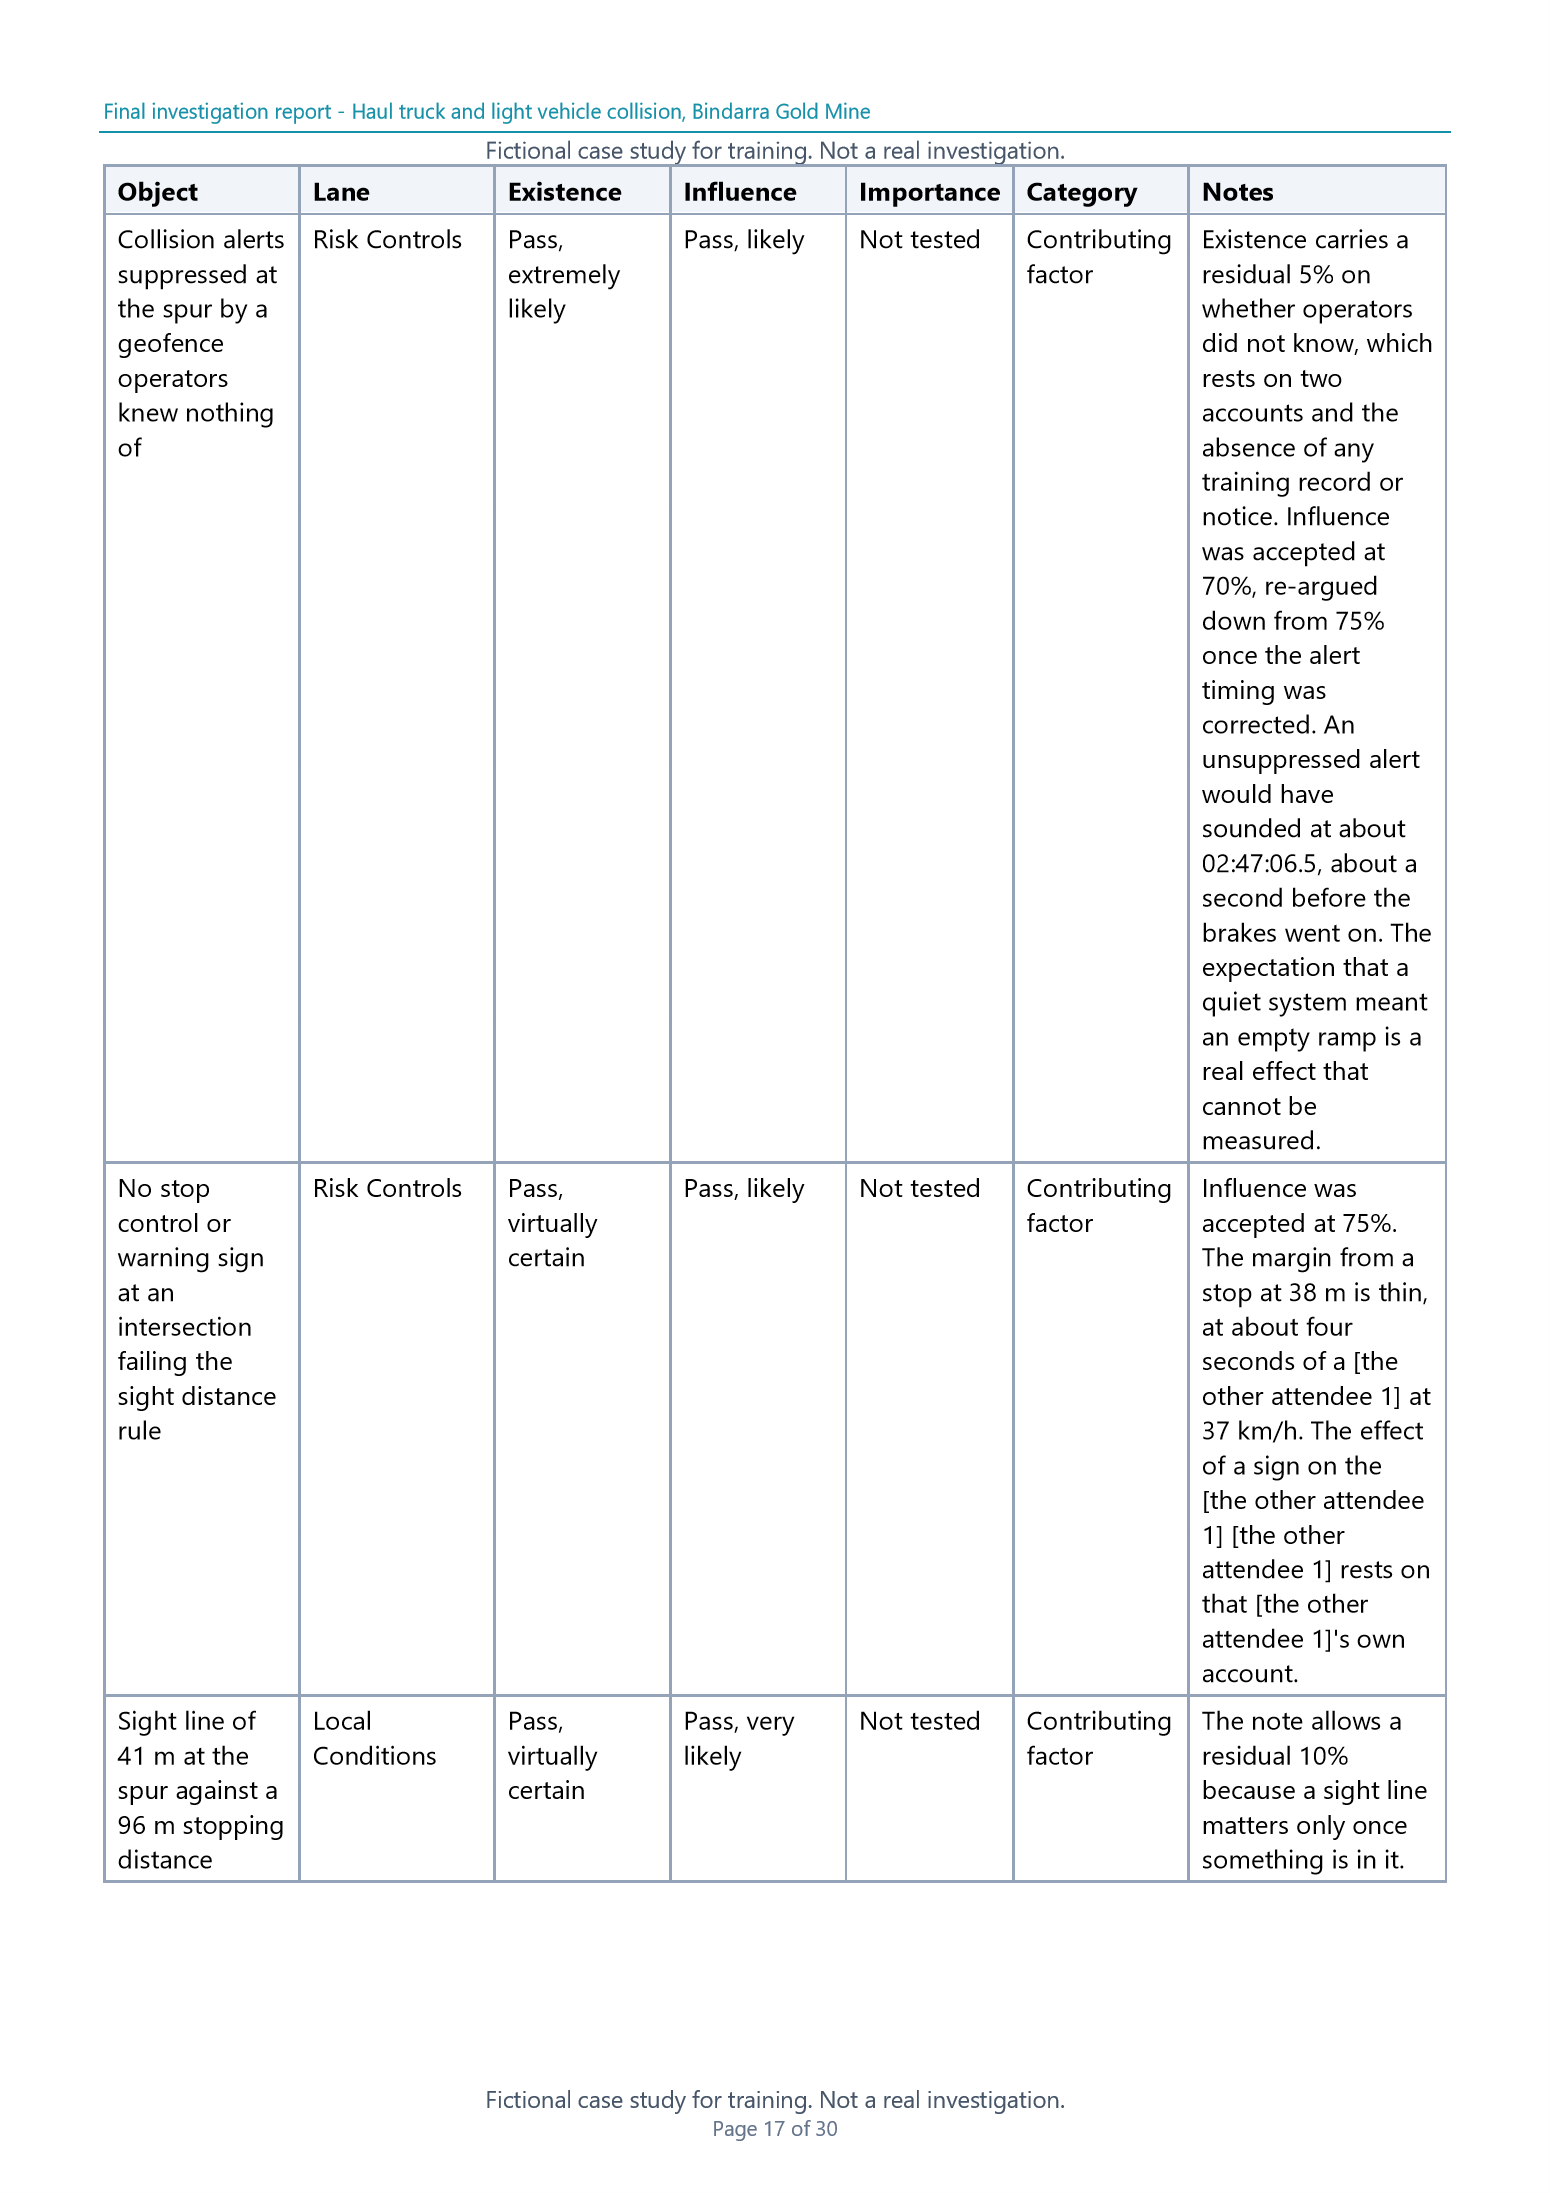 Final investigation report - Haul truck and light vehicle collision, Bindarra Gold Mine
Fictional case study for training. Not a real investigation.
Object
Lane
Existence
Influence
Importance
Category
Notes
Collision alerts
suppressed at
the spur by a
geofence
operators
knew nothing
of
Risk Controls
Pass,
extremely
likely
Pass, likely
Not tested
Contributing
factor
Existence carries a
residual 5% on
whether operators
did not know, which
rests on two
accounts and the
absence of any
training record or
notice. Influence
was accepted at
70%, re-argued
down from 75%
once the alert
timing was
corrected. An
unsuppressed alert
would have
sounded at about
02:47:06.5, about a
second before the
brakes went on. The
expectation that a
quiet system meant
an empty ramp is a
real effect that
cannot be
measured.
No stop
control or
warning sign
at an
intersection
failing the
sight distance
rule
Risk Controls
Pass,
virtually
certain
Pass, likely
Not tested
Contributing
factor
Influence was
accepted at 75%.
The margin from a
stop at 38 m is thin,
at about four
seconds of a [the
other attendee 1] at
37 km/h. The effect
of a sign on the
[the other attendee
1] [the other
attendee 1] rests on
that [the other
attendee 1]'s own
account.
Sight line of
41 m at the
spur against a
96 m stopping
distance
Local
Conditions
Pass,
virtually
certain
Pass, very
likely
Not tested
Contributing
factor
The note allows a
residual 10%
because a sight line
matters only once
something is in it.
Fictional case study for training. Not a real investigation.
Page 17 of 30